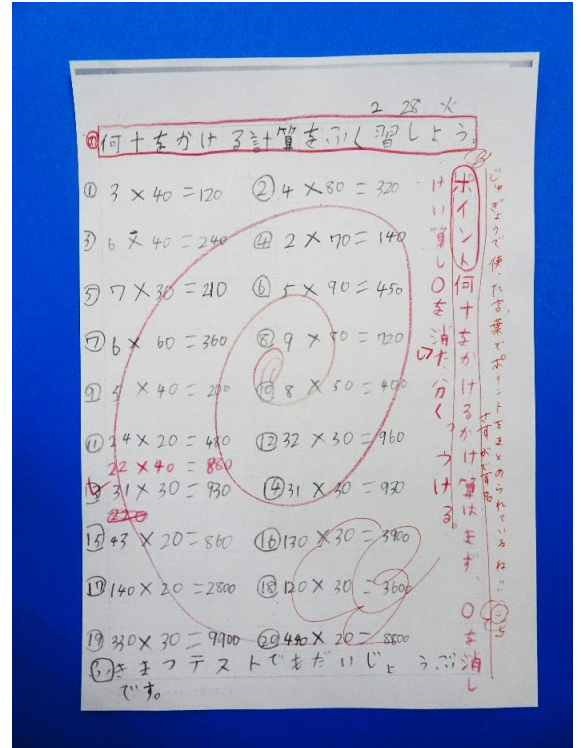 2 28 火
め 何十をかける計算をふく習しよう。
① 3 × 40 = 120 ② 4 × 80 = 320
③ 6 × 40 = 240 ④ 2 × 70 = 140
⑤ 7 × 30 = 210 ⑥ 5 × 90 = 450
⑦ 6 × 60 = 360 ⑧ 9 × 80 = 720
⑨ 5 × 40 = 200 ⑩ 8 × 50 = 400
⑪ 24 × 20 = 480 ⑫ 32 × 30 = 960
22 × 40 = 880
⑬ 31 × 30 = 930 ⑭ 31 × 30 = 930
220
⑮ 43 × 20 = 860 ⑯ 130 × 30 = 3900
⑰ 140 × 20 = 2800 ⑱ 120 × 30 = 3600
⑲ 330 × 30 = 9900 ⑳ 440 × 20 = 8800
きまつテストでもだいじょうぶ
です。
じゅぎょうで使った言葉でポイントをまとめられているね
さすがです
ポイント 何十をかけるかけ算はまず 0を消し
けい算し0を消した分くっつける。